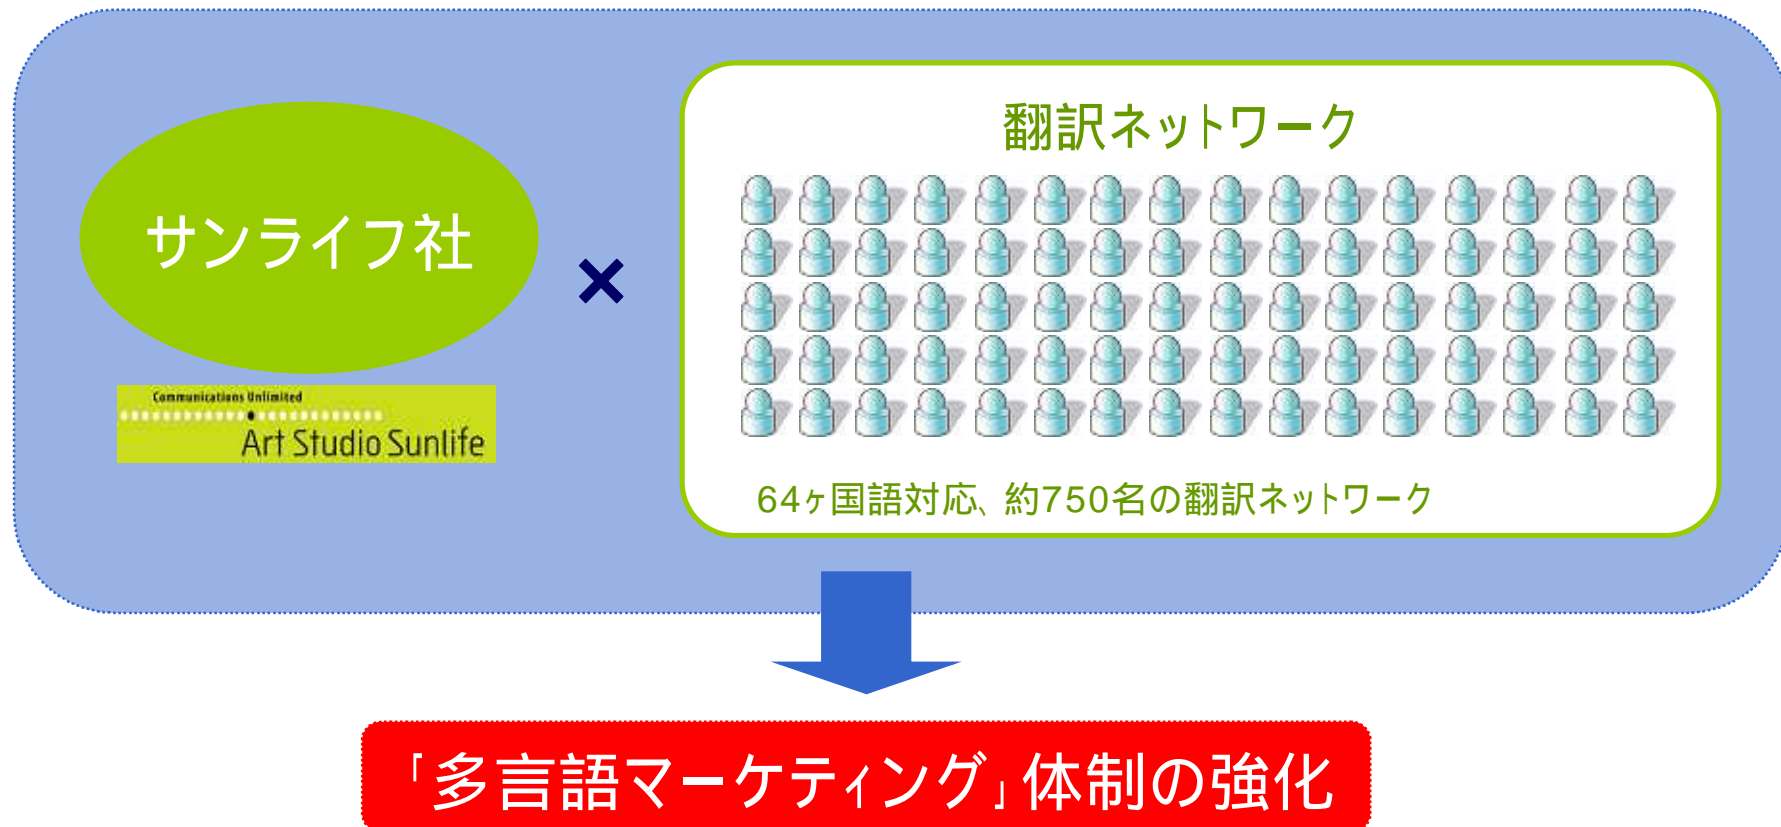 翻訳ネットワーク
サンライフ社
×
Communications Unlimited
Art Studio Sunlife
64ヶ国語対応、約750名の翻訳ネットワーク
「多言語マーケティング」体制の強化